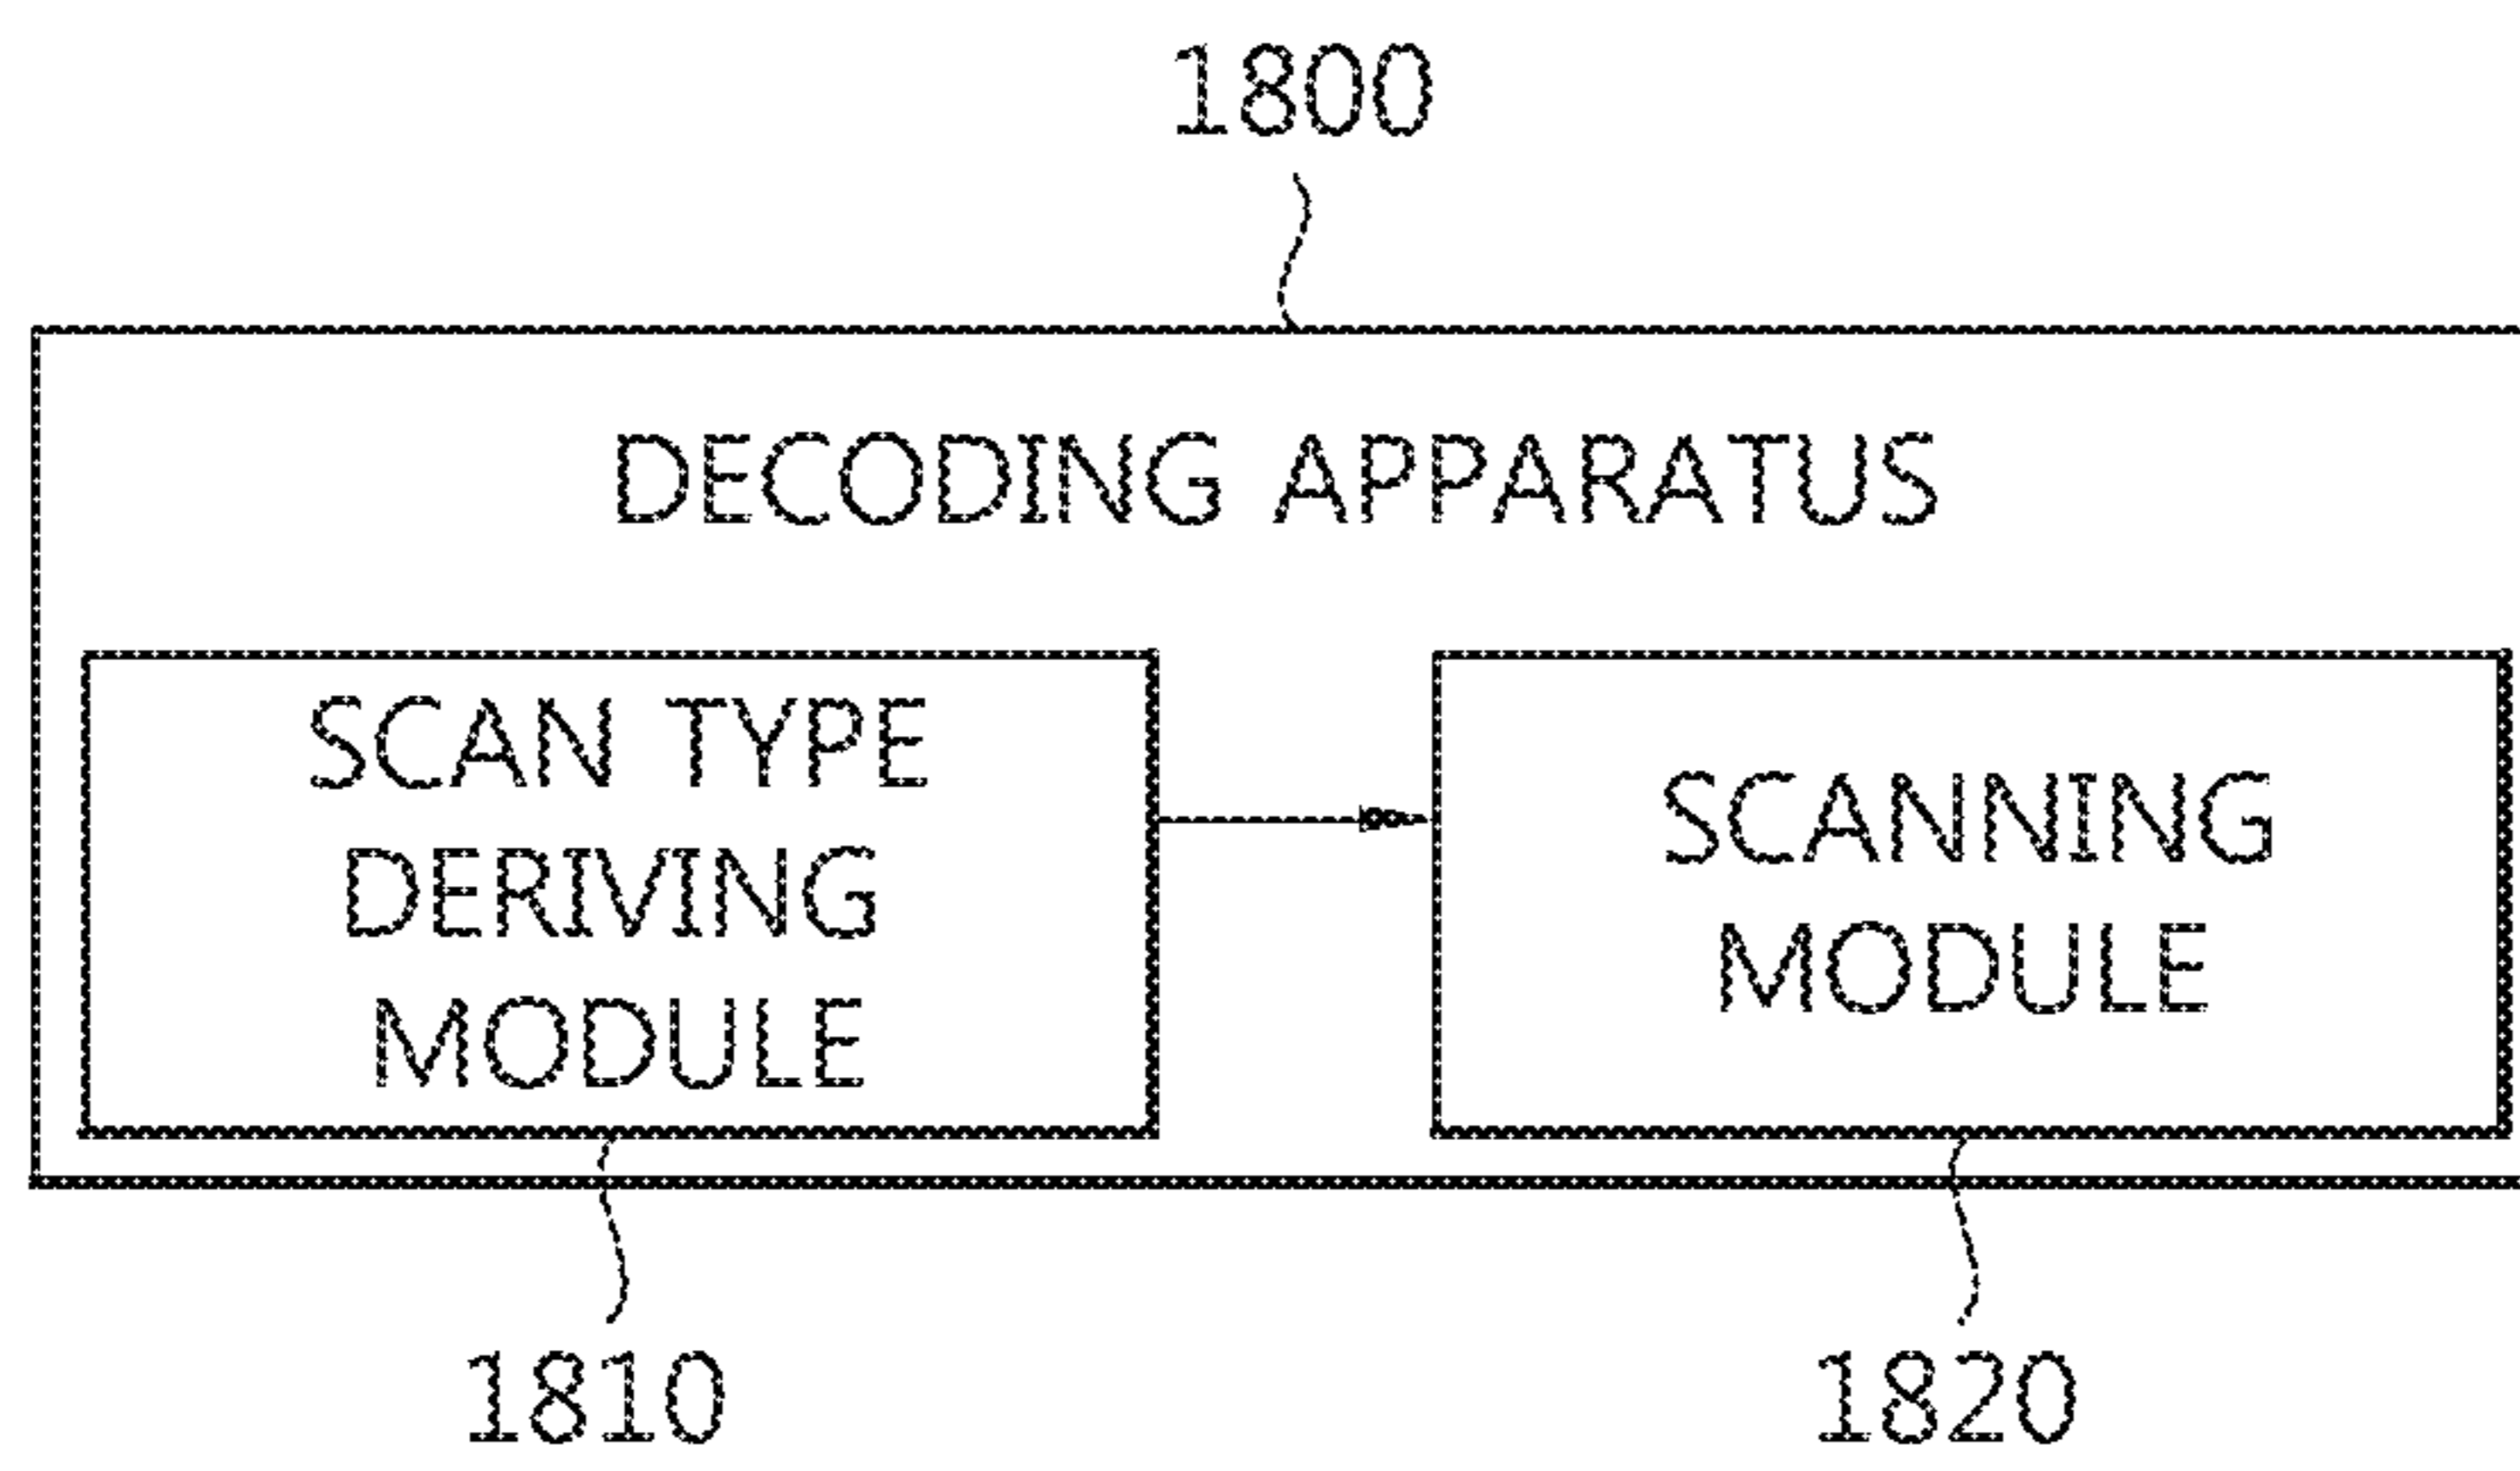 1800
DECODING APPARATUS
SCAN TYPE
DERIVING
MODULE
SCANNING
MODULE
1810
1820